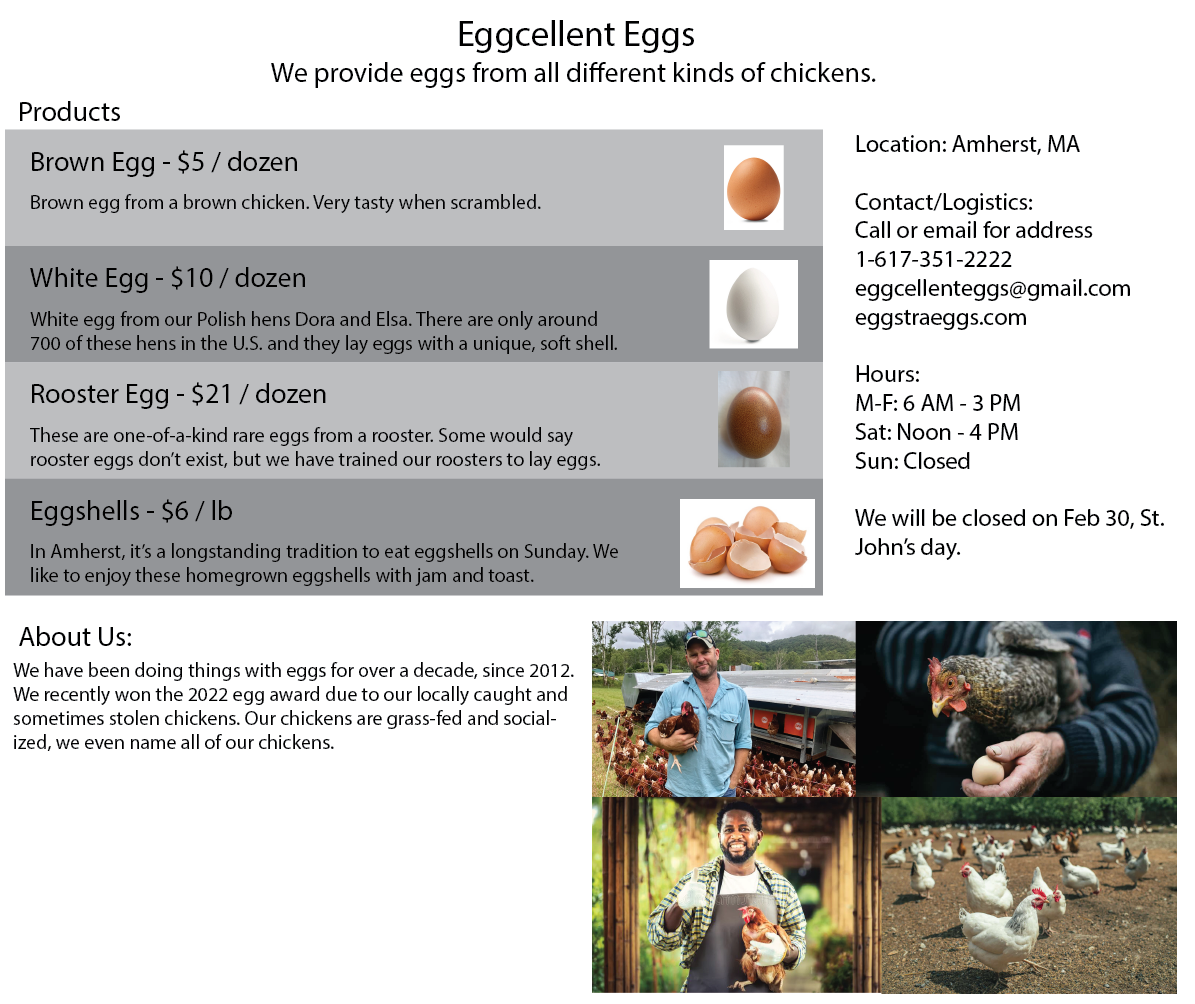 Eggcellent Eggs
We provide eggs from all different kinds of chickens.
Products
Brown Egg - $5 / dozen
Brown egg from a brown chicken. Very tasty when scrambled.
White Egg - $10 / dozen
White egg from our Polish hens Dora and Elsa. There are only around
700 of these hens in the U.S. and they lay eggs with a unique, soft shell.
Rooster Egg - $21 / dozen
These are one-of-a-kind rare eggs from a rooster. Some would say
rooster eggs don’t exist, but we have trained our roosters to lay eggs.
Eggshells - $6 / lb
In Amherst, it’s a longstanding tradition to eat eggshells on Sunday. We
like to enjoy these homegrown eggshells with jam and toast.
Location: Amherst, MA
Contact/Logistics:
Call or email for address
1-617-351-2222
eggcellenteggs@gmail.com
eggstraeggs.com
Hours:
M-F: 6 AM - 3 PM
Sat: Noon - 4 PM
Sun: Closed
We will be closed on Feb 30, St.
John’s day.
About Us:
We have been doing things with eggs for over a decade, since 2012.
We recently won the 2022 egg award due to our locally caught and
sometimes stolen chickens. Our chickens are grass-fed and social-
ized, we even name all of our chickens.